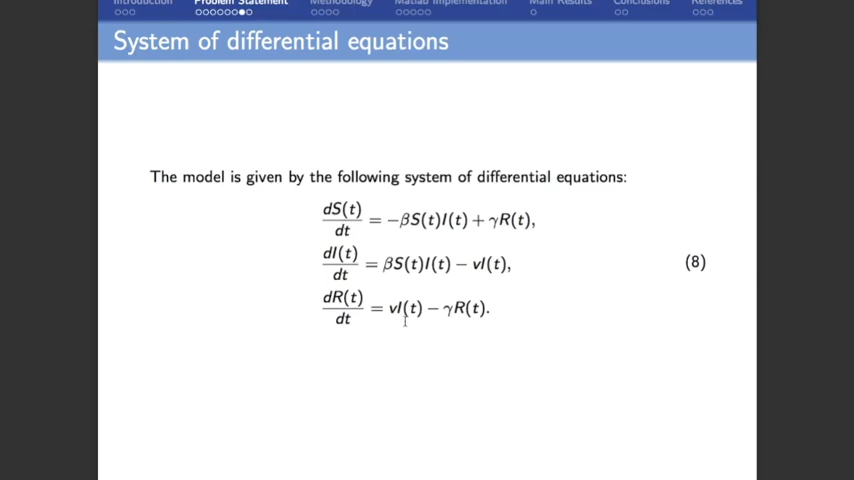 Introduction Problem Statement Methodology Matlab Implementation Main Results Conclusions References
System of differential equations
The model is given by the following system of differential equations:
dS(t)/dt = −βS(t)I(t) + γR(t),
dI(t)/dt = βS(t)I(t) − νI(t), (8)
dR(t)/dt = νI(t) − γR(t).